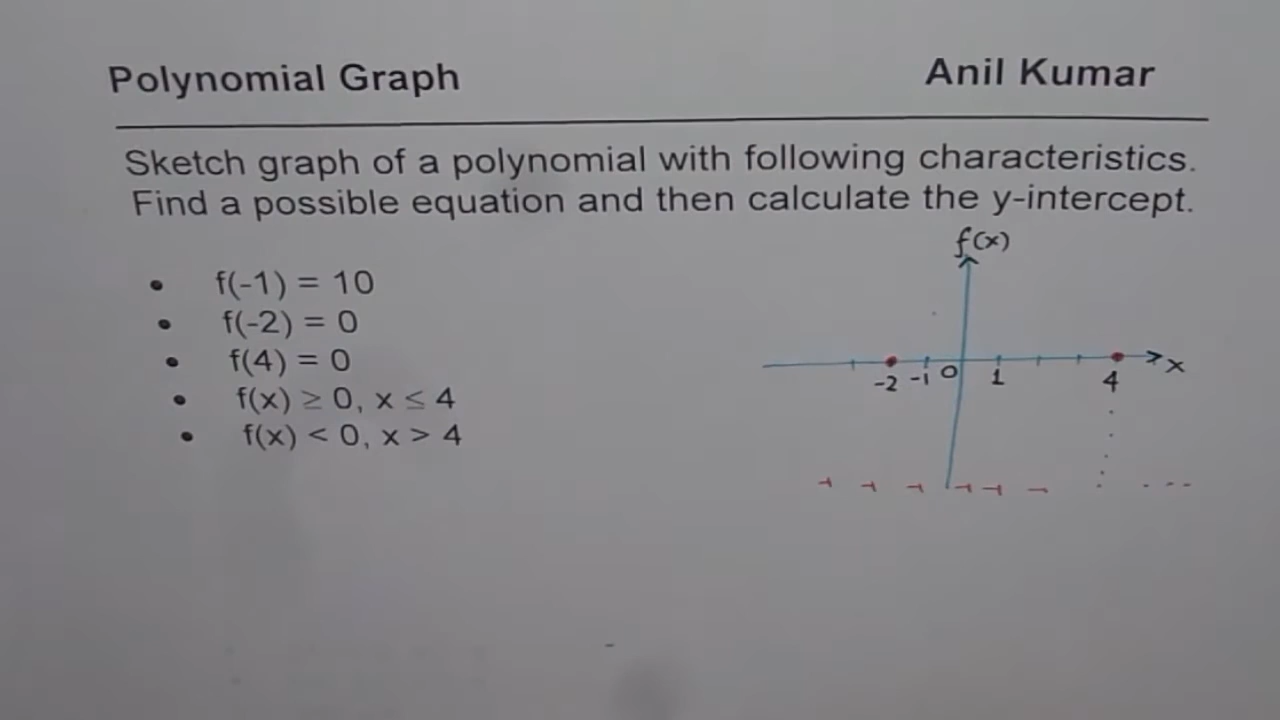 Polynomial Graph
Anil Kumar
Sketch graph of a polynomial with following characteristics.
Find a possible equation and then calculate the y-intercept.
• f(-1) = 10
• f(-2) = 0
• f(4) = 0
• f(x) ≥ 0, x ≤ 4
• f(x) < 0, x > 4
f(x)
-2 -1 0 1 4 x